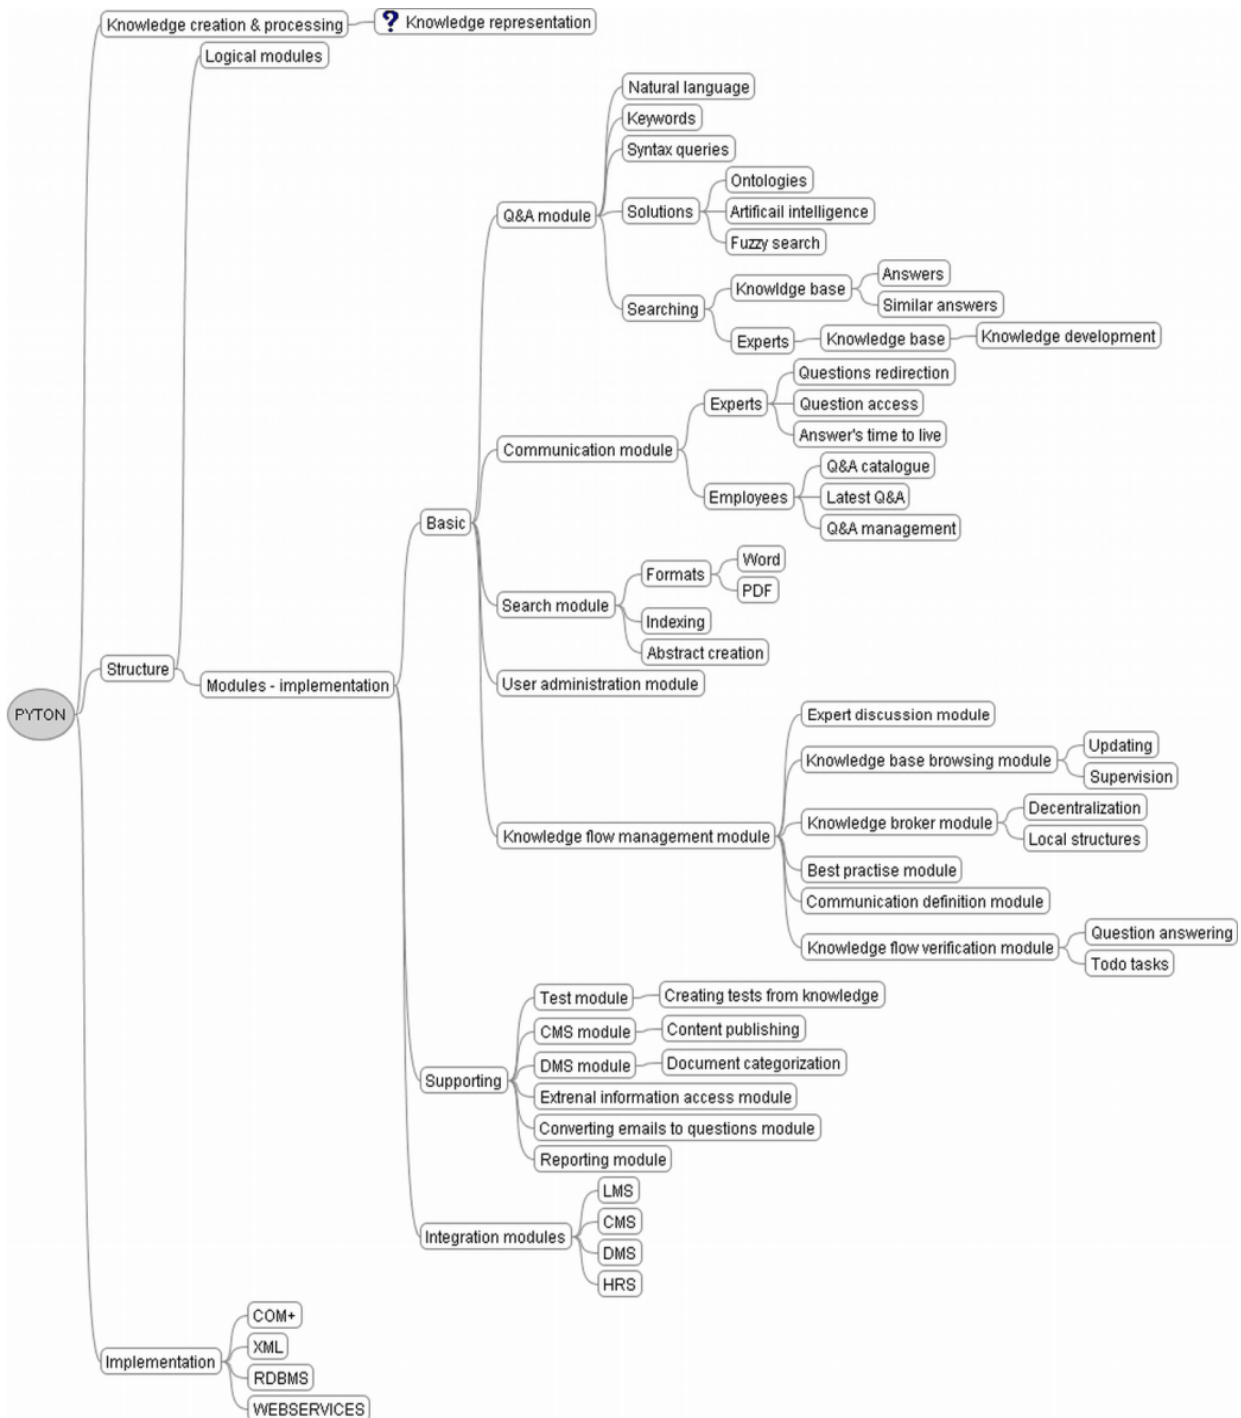 Knowledge creation & processing
? Knowledge representation
Logical modules
Natural language
Keywords
Syntax queries
Ontologies
Q&A module
Solutions
Artificail intelligence
Fuzzy search
Answers
Knowldge base
Searching
Similar answers
Experts
Knowledge base
Knowledge development
Questions redirection
Experts
Question access
Answer's time to live
Communication module
Q&A catalogue
Employees
Latest Q&A
Q&A management
Basic
Word
Formats
PDF
Search module
Indexing
Abstract creation
Structure
Modules - implementation
User administration module
PYTON
Expert discussion module
Updating
Knowledge base browsing module
Supervision
Decentralization
Knowledge flow management module
Knowledge broker module
Local structures
Best practise module
Communication definition module
Question answering
Knowledge flow verification module
Todo tasks
Test module
Creating tests from knowledge
CMS module
Content publishing
DMS module
Document categorization
Supporting
Extrenal information access module
Converting emails to questions module
Reporting module
LMS
CMS
Integration modules
DMS
HRS
COM+
XML
Implementation
RDBMS
WEBSERVICES